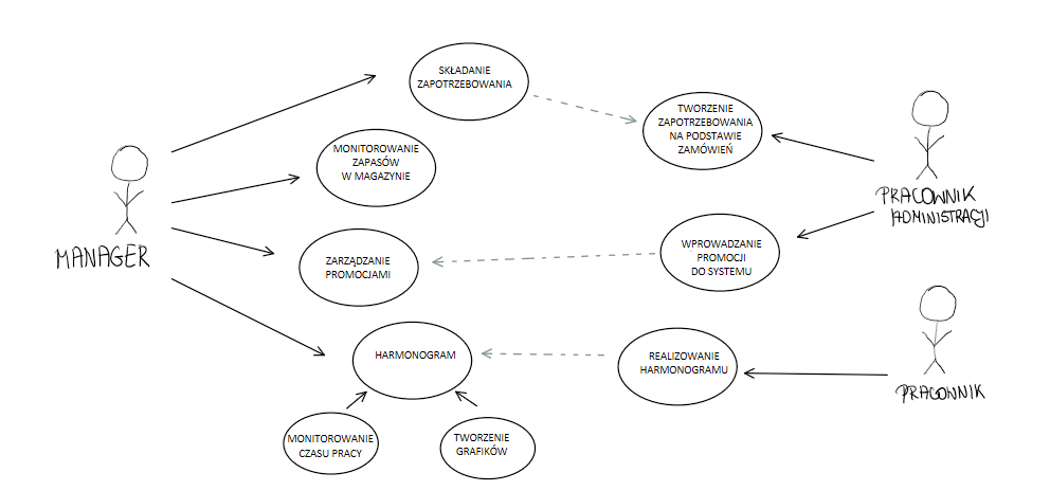 SKŁADANIE
ZAPOTRZEBOWANIA
TWORZENIE
ZAPOTRZEBOWANIA
NA PODSTAWIE
ZAMÓWIEŃ
MONITOROWANIE
ZAPASÓW
W MAGAZYNIE
PRACOWNIK
ADMINISTRACJI
MANAGER
ZARZĄDZANIE
PROMOCJAMI
WPROWADZANIE
PROMOCJI
DO SYSTEMU
HARMONOGRAM
REALIZOWANIE
HARMONOGRAMU
PRACOWNIK
MONITOROWANIE
CZASU PRACY
TWORZENIE
GRAFIKÓW